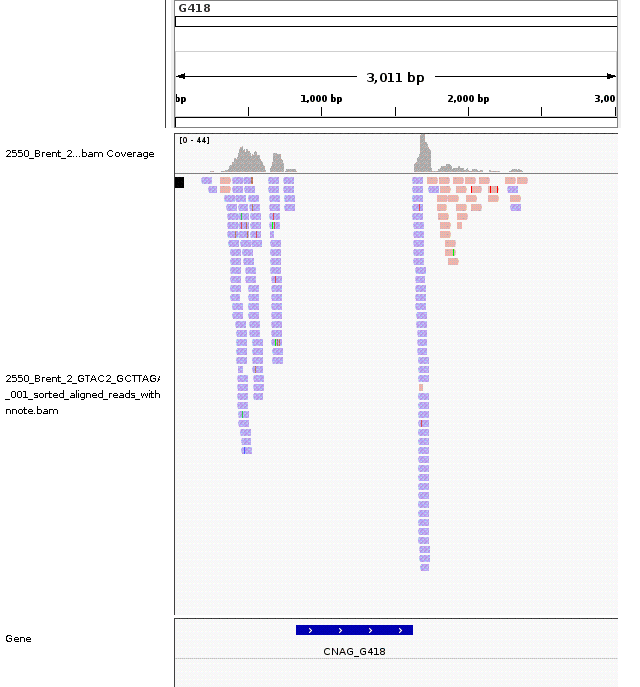 G418
3,011 bp
bp
1,000 bp
2,000 bp
3,00
[0 - 44]
2550_Brent_2...bam Coverage
2550_Brent_2_GTAC2_GCTTAGA
_001_sorted_aligned_reads_with
nnote.bam
Gene
CNAG_G418